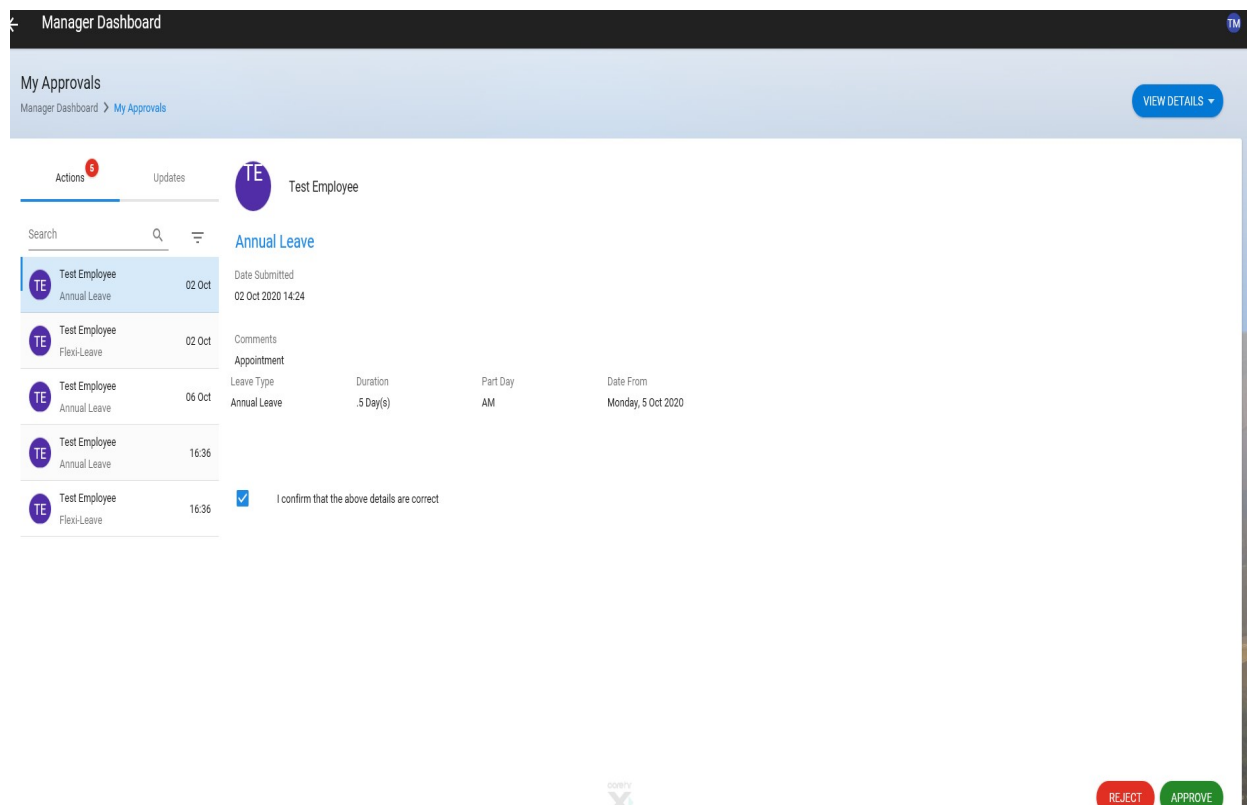 Manager Dashboard
TM
My Approvals
Manager Dashboard > My Approvals
VIEW DETAILS
Actions 5 Updates
Search
TE Test Employee 02 Oct
Annual Leave
TE Test Employee 02 Oct
Flexi-Leave
TE Test Employee 06 Oct
Annual Leave
TE Test Employee 16:36
Annual Leave
TE Test Employee 16:36
Flexi-Leave
TE Test Employee
Annual Leave
Date Submitted
02 Oct 2020 14:24
Comments
Appointment
Leave Type Duration Part Day Date From
Annual Leave .5 Day(s) AM Monday, 5 Oct 2020
I confirm that the above details are correct
REJECT APPROVE